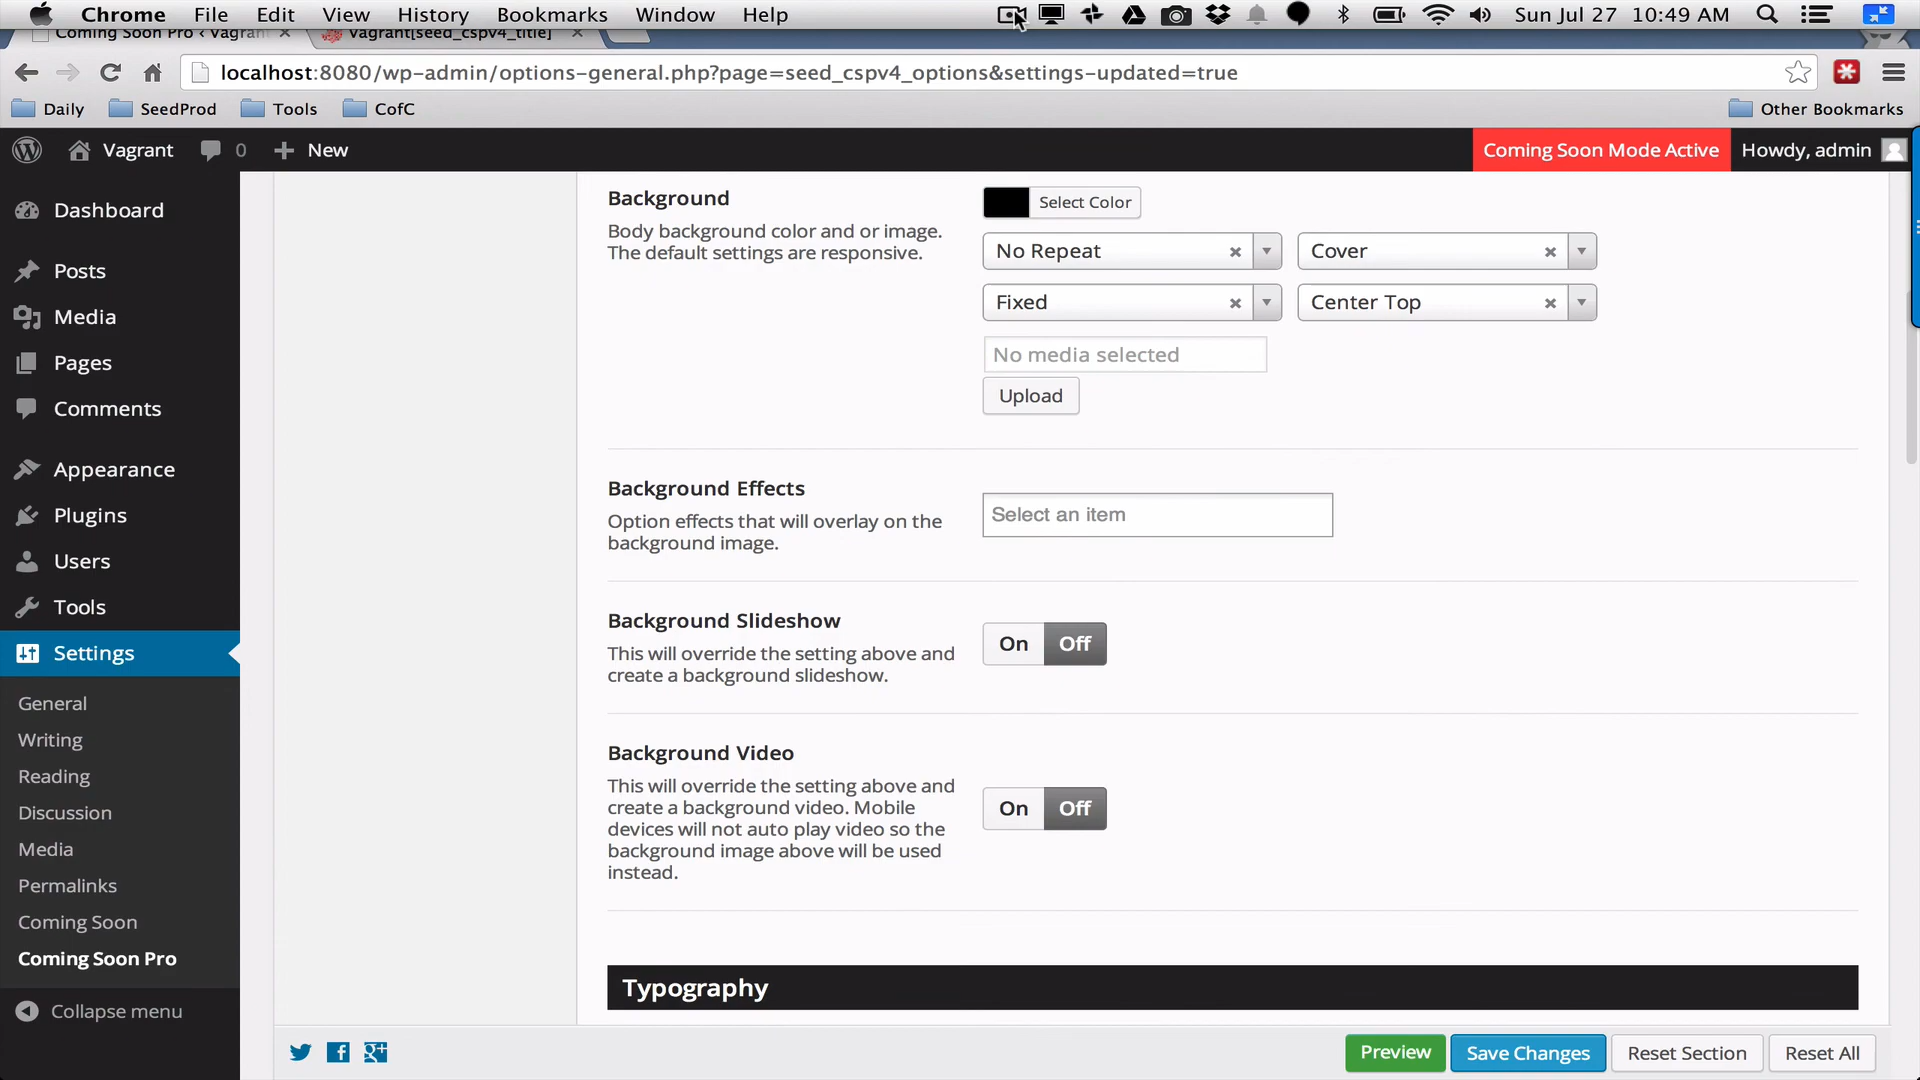 Chrome File Edit View History Bookmarks Window Help Sun Jul 27 10:49 AM
Coming Soon Pro ‹ Vagrant × Vagrant[seed_cspv4_title] ×
localhost:8080/wp-admin/options-general.php?page=seed_cspv4_options&settings-updated=true
Daily SeedProd Tools CofC Other Bookmarks
Vagrant 0 + New Coming Soon Mode Active Howdy, admin
Dashboard
Posts
Media
Pages
Comments
Appearance
Plugins
Users
Tools
Settings
General
Writing
Reading
Discussion
Media
Permalinks
Coming Soon
Coming Soon Pro
Collapse menu
Background
Body background color and or image.
The default settings are responsive.
Select Color
No Repeat × Cover ×
Fixed × Center Top ×
No media selected
Upload
Background Effects
Option effects that will overlay on the
background image.
Select an item
Background Slideshow
This will override the setting above and
create a background slideshow.
On Off
Background Video
This will override the setting above and
create a background video. Mobile
devices will not auto play video so the
background image above will be used
instead.
On Off
Typography
Preview Save Changes Reset Section Reset All